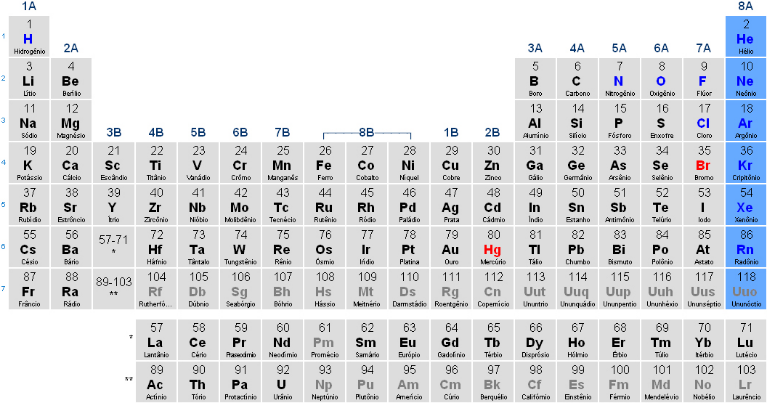 1A 8A
1 1 2
H He
Hidrogénio Hélio
2A 3A 4A 5A 6A 7A
2 3 4 5 6 7 8 9 10
Li Be B C N O F Ne
Lítio Berílio Boro Carbono Nitrogénio Oxigénio Flúor Neônio
3 11 12 13 14 15 16 17 18
Na Mg Al Si P S Cl Ar
Sódio Magnésio Alumínio Silício Fósforo Enxofre Cloro Argônio
3B 4B 5B 6B 7B 8B 1B 2B
4 19 20 21 22 23 24 25 26 27 28 29 30 31 32 33 34 35 36
K Ca Sc Ti V Cr Mn Fe Co Ni Cu Zn Ga Ge As Se Br Kr
Potássio Cálcio Escândio Titânio Vanádio Crômo Manganês Ferro Cobalto Níquel Cobre Zinco Gálio Germânio Arsênio Selênio Bromo Criptônio
5 37 38 39 40 41 42 43 44 45 46 47 48 49 50 51 52 53 54
Rb Sr Y Zr Nb Mo Tc Ru Rh Pd Ag Cd In Sn Sb Te I Xe
Rubídio Estrôncio Ítrio Zircônio Nióbio Molibdênio Tecnécio Rutênio Ródio Paládio Prata Cádmio Índio Estanho Antimônio Telúrio Iodo Xenônio
6 55 56 57-71 72 73 74 75 76 77 78 79 80 81 82 83 84 85 86
Cs Ba * Hf Ta W Re Os Ir Pt Au Hg Tl Pb Bi Po At Rn
Césio Bário Háfnio Tântalo Tungsténio Rênio Ósmio Irídio Platina Ouro Mercúrio Tálio Chumbo Bismuto Polônio Astato Radônio
7 87 88 89-103 104 105 106 107 108 109 110 111 112 113 114 115 116 117 118
Fr Ra ** Rf Db Sg Bh Hs Mt Ds Rg Cn Uut Uuq Uup Uuh Uus Uuo
Frâncio Rádio Rutherfó... Dúbnio Seabórgio Bóhrio Hássio Meitnério Darmstádio Roentgênio Copernício Ununtrio Ununquádio Ununpentio Ununhéxio Ununséptio Ununóctio
* 57 58 59 60 61 62 63 64 65 66 67 68 69 70 71
La Ce Pr Nd Pm Sm Eu Gd Tb Dy Ho Er Tm Yb Lu
Lantânio Cério Praseodímio Neodímio Promécio Samário Európio Gadolínio Térbio Disprósio Hólmio Érbio Túlio Itérbio Lutécio
** 89 90 91 92 93 94 95 96 97 98 99 100 101 102 103
Ac Th Pa U Np Pu Am Cm Bk Cf Es Fm Md No Lr
Actínio Tório Protactínio Urânio Neptúnio Plutônio Amerício Cúrio Berquélio Califórnio Einstênio Férmio Mendelévio Nobélio Laurêncio